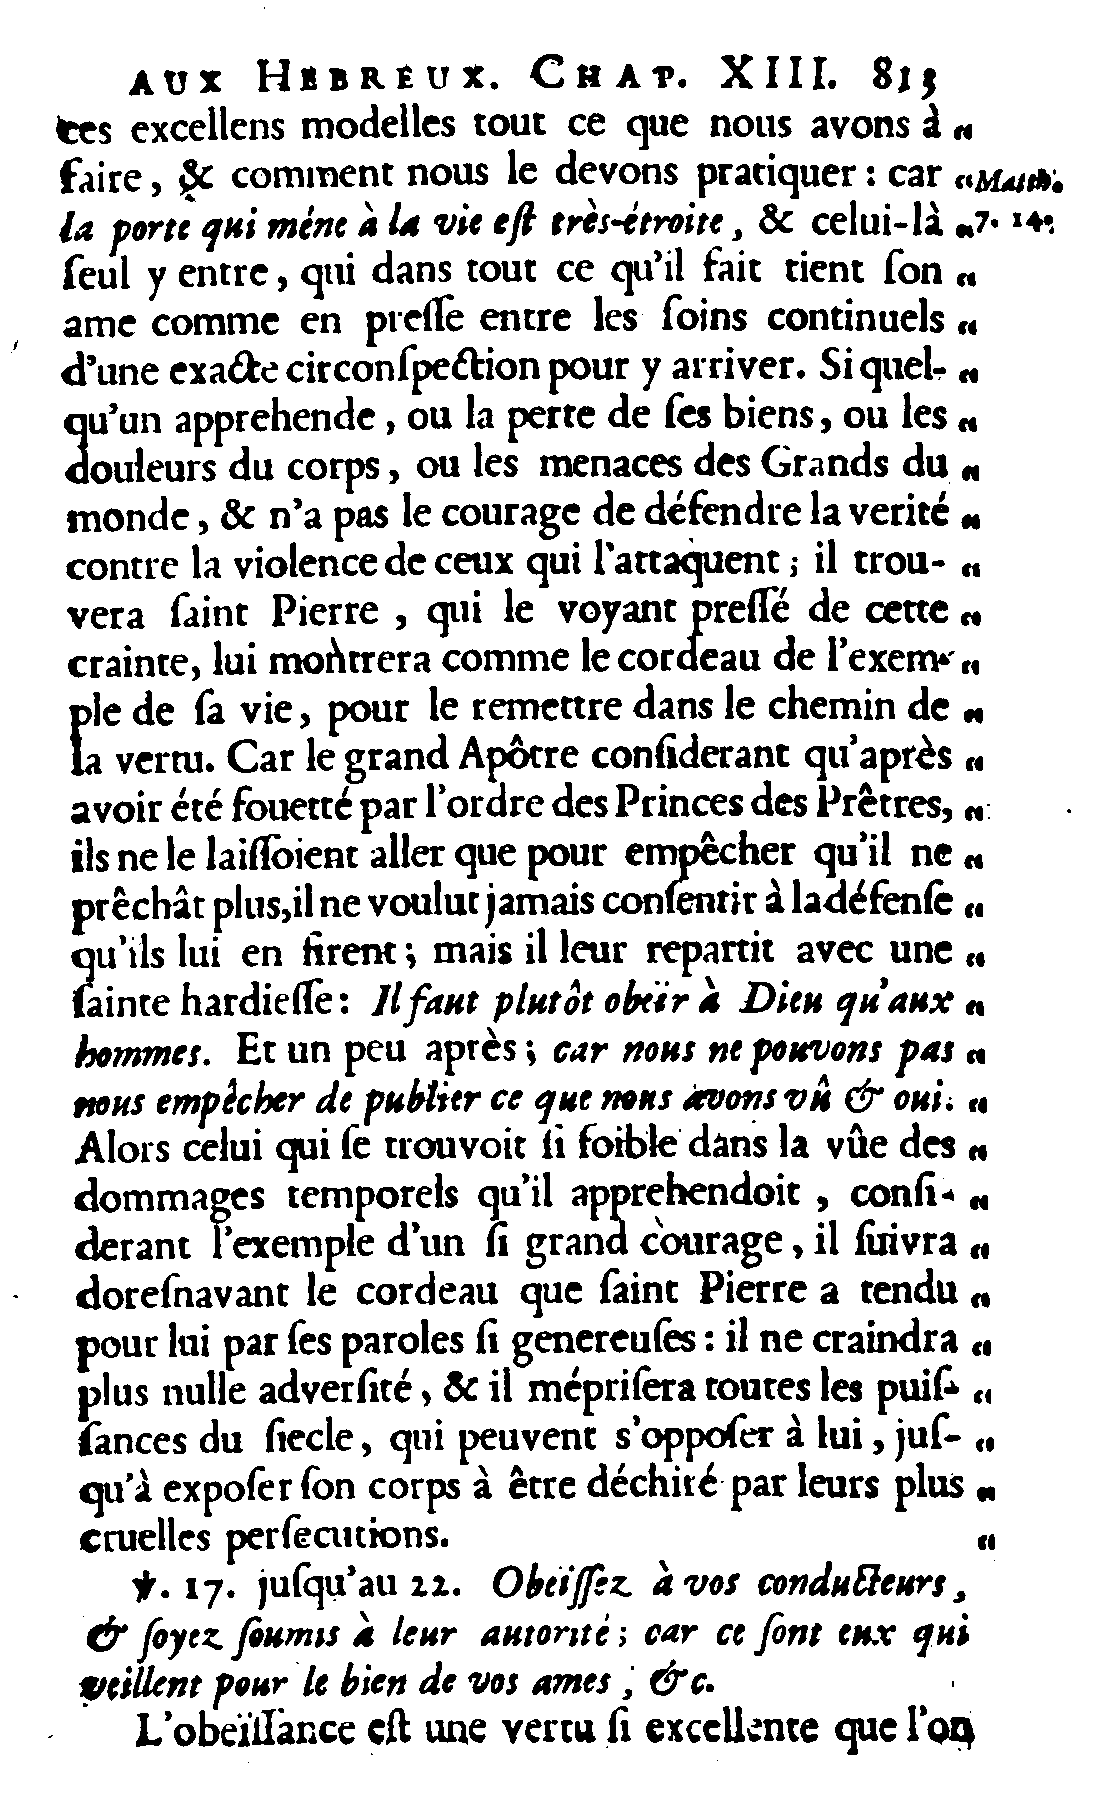 AUX HEBREUX. CHAP. XIII. 813
ces excellens modelles tout ce que nous avons à «
faire, & comment nous le devons pratiquer : car « Matth.
la porte qui méne à la vie eſt très-étroite, & celui-là « 7. 14.
ſeul y entre, qui dans tout ce qu'il fait tient ſon «
ame comme en preſſe entre les ſoins continuels «
d'une exacte circonſpection pour y arriver. Si quel- «
qu'un apprehende, ou la perte de ſes biens, ou les «
douleurs du corps, ou les menaces des Grands du «
monde, & n'a pas le courage de défendre la verité «
contre la violence de ceux qui l'attaquent ; il trou- «
vera ſaint Pierre , qui le voyant preſſé de cette «
crainte, lui montrera comme le cordeau de l'exem- «
ple de ſa vie, pour le remettre dans le chemin de «
la vertu. Car le grand Apôtre conſiderant qu'après «
avoir été fouetté par l'ordre des Princes des Prêtres, «
ils ne le laiſſoient aller que pour empêcher qu'il ne «
prêchât plus, il ne voulut jamais conſentir à la défenſe «
qu'ils lui en firent ; mais il leur repartit avec une «
ſainte hardieſſe : Il faut plutôt obeïr à Dieu qu'aux «
hommes. Et un peu après ; car nous ne pouvons pas «
nous empêcher de publier ce que nous avons vû & oui. «
Alors celui qui ſe trouvoit ſi foible dans la vûe des «
dommages temporels qu'il apprehendoit , conſi- «
derant l'exemple d'un ſi grand courage, il ſuivra «
doreſnavant le cordeau que ſaint Pierre a tendu «
pour lui par ſes paroles ſi genereuſes : il ne craindra «
plus nulle adverſité, & il mépriſera toutes les puiſ- «
ſances du ſiecle, qui peuvent s'oppoſer à lui, juſ- «
qu'à expoſer ſon corps à être déchiré par leurs plus «
cruelles perſecutions. «
℣. 17. juſqu'au 22. Obeïſſez à vos conducteurs,
& ſoyez ſoumis à leur autorité ; car ce ſont eux qui
veillent pour le bien de vos ames ; &c.
L'obeïſſance eſt une vertu ſi excellente que l'on